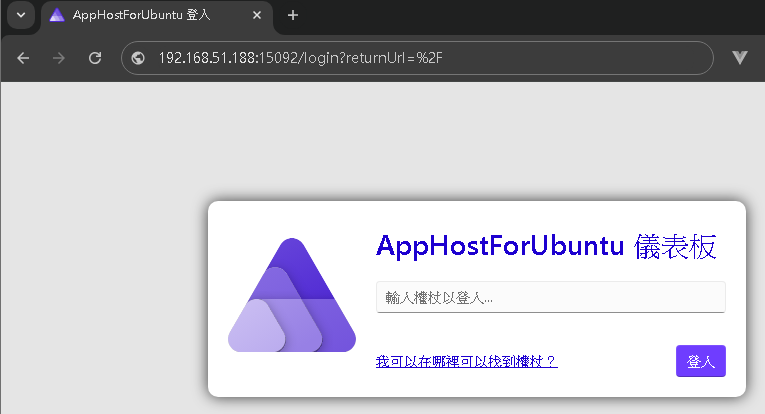 AppHostForUbuntu 登入
192.168.51.188:15092/login?returnUrl=%2F
AppHostForUbuntu 儀表板
輸入權杖以登入...
我可以在哪裡可以找到權杖？
登入